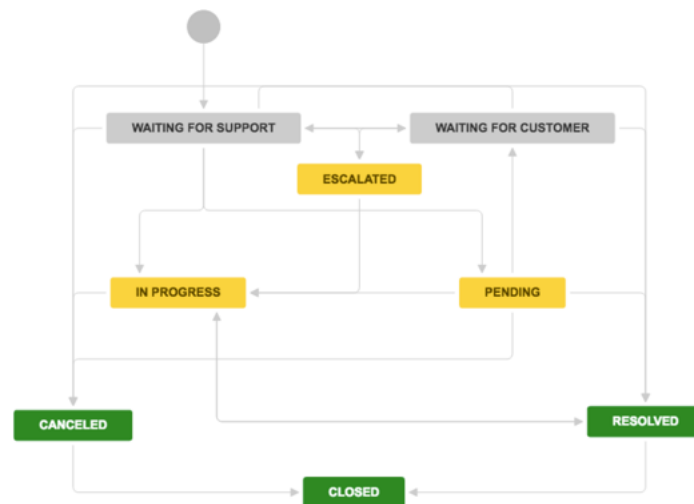 WAITING FOR SUPPORT
WAITING FOR CUSTOMER
ESCALATED
IN PROGRESS
PENDING
CANCELED
RESOLVED
CLOSED